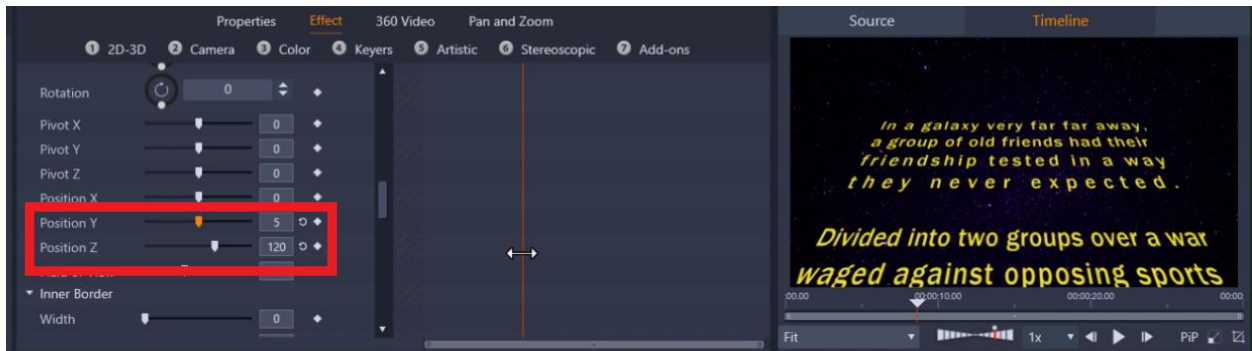 Properties Effect 360 Video Pan and Zoom
1 2D-3D 2 Camera 3 Color 4 Keyers 5 Artistic 6 Stereoscopic 7 Add-ons
Rotation 0
Pivot X 0
Pivot Y 0
Pivot Z 0
Position X 0
Position Y 5
Position Z 120
Inner Border
Width 0
Source Timeline
In a galaxy very far far away,
a group of old friends had their
friendship tested in a way
they never expected.
Divided into two groups over a war
waged against opposing sports
:00.00 00:00:10.00 00:00:20.00 00:00:
Fit 1x PiP